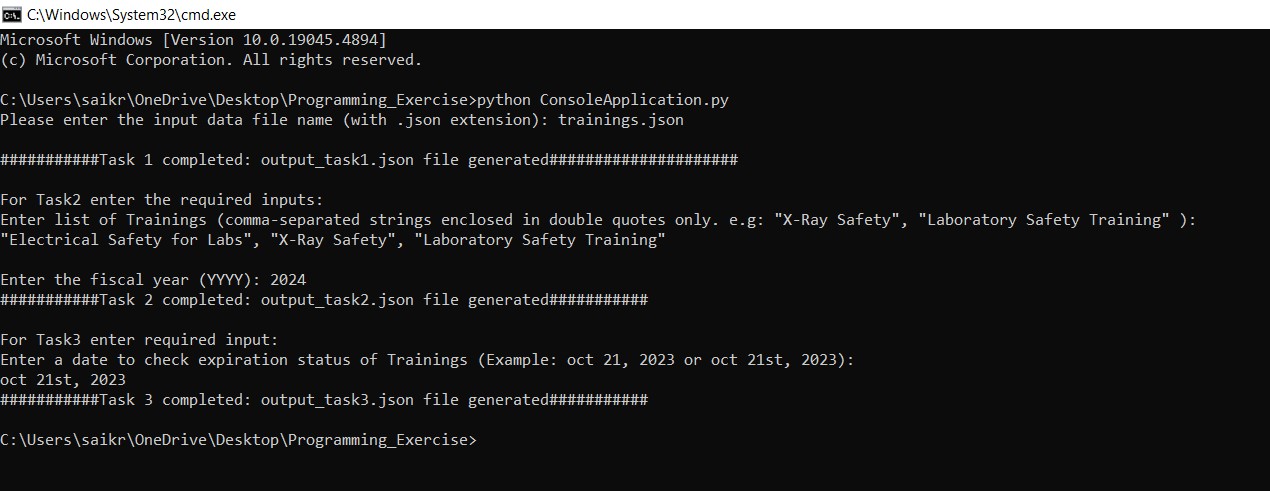 C:\Windows\System32\cmd.exe
Microsoft Windows [Version 10.0.19045.4894]
(c) Microsoft Corporation. All rights reserved.
C:\Users\saikr\OneDrive\Desktop\Programming_Exercise>python ConsoleApplication.py
Please enter the input data file name (with .json extension): trainings.json
###########Task 1 completed: output_task1.json file generated#####################
For Task2 enter the required inputs:
Enter list of Trainings (comma-separated strings enclosed in double quotes only. e.g: "X-Ray Safety", "Laboratory Safety Training" ):
"Electrical Safety for Labs", "X-Ray Safety", "Laboratory Safety Training"
Enter the fiscal year (YYYY): 2024
###########Task 2 completed: output_task2.json file generated###########
For Task3 enter required input:
Enter a date to check expiration status of Trainings (Example: oct 21, 2023 or oct 21st, 2023):
oct 21st, 2023
###########Task 3 completed: output_task3.json file generated###########
C:\Users\saikr\OneDrive\Desktop\Programming_Exercise>